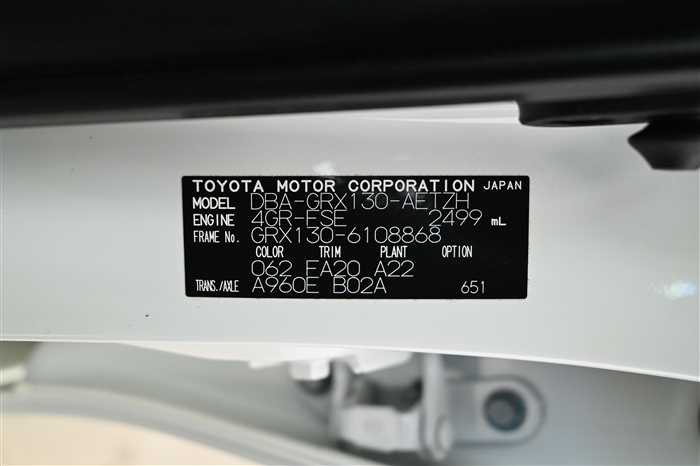 TOYOTA MOTOR CORPORATION JAPAN
MODEL DBA-GRX130-AETZH
ENGINE 4GR-FSE 2499 mL
FRAME No. GRX130-6108868
COLOR TRIM PLANT OPTION
062 FA20 A22
TRANS./AXLE A960E B02A 651